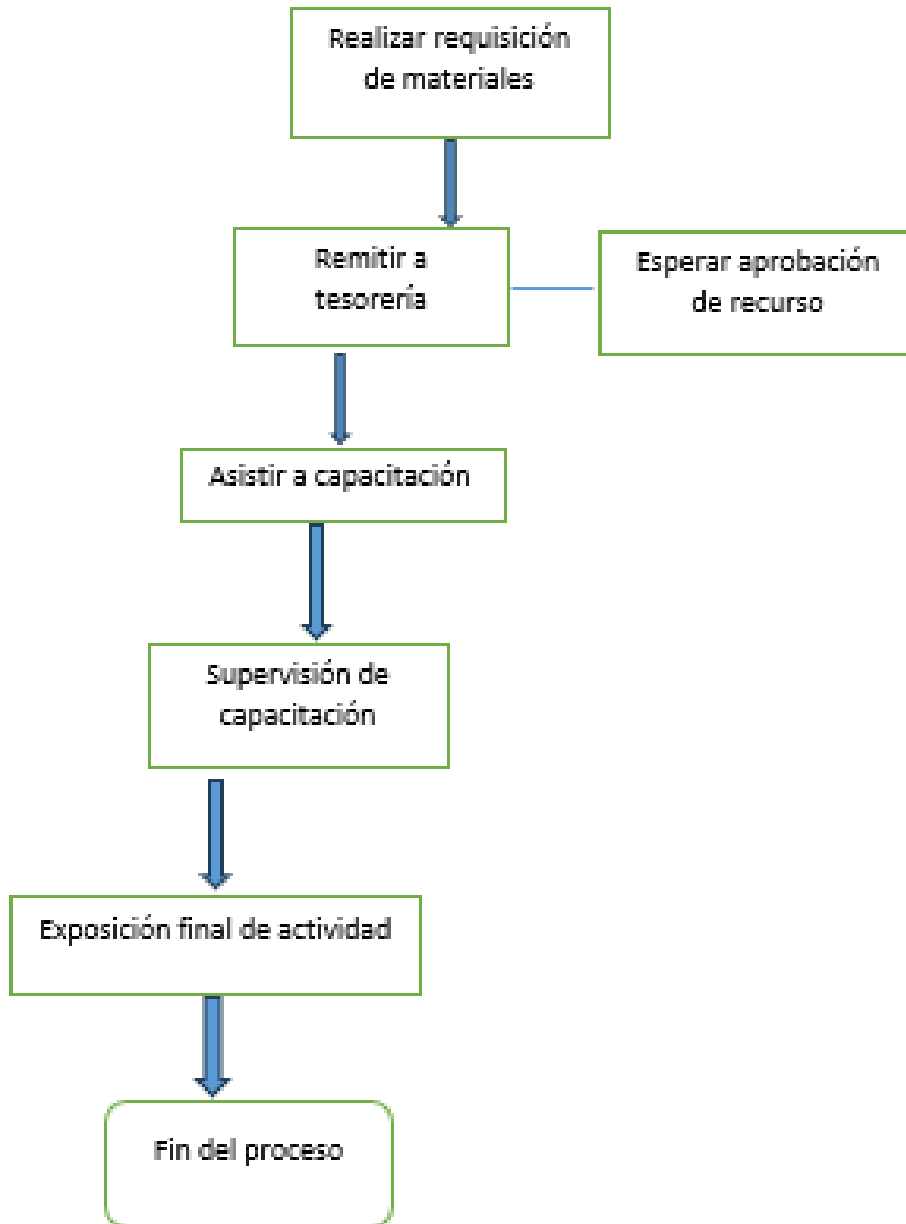 Realizar requisición
de materiales
Remitir a
tesorería
Esperar aprobación
de recurso
Asistir a capacitación
Supervisión de
capacitación
Exposición final de actividad
Fin del proceso